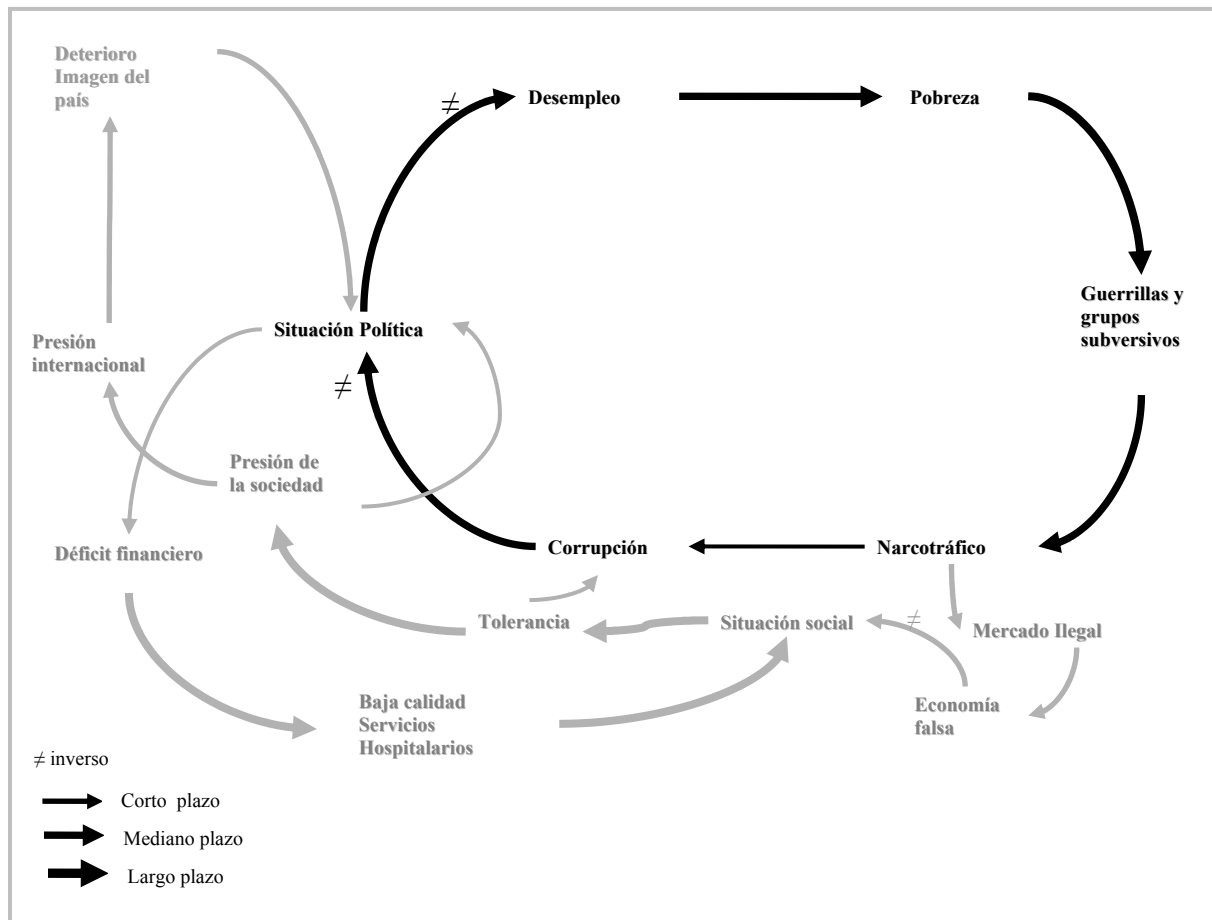 Deterioro
Imagen del
país
≠
Desempleo
Pobreza
Guerrillas y
grupos
subversivos
Situación Política
Presión
internacional
≠
Presión de
la sociedad
Déficit financiero
Corrupción
Narcotráfico
Tolerancia
Situación social
≠
Mercado Ilegal
Baja calidad
Servicios
Hospitalarios
Economía
falsa
≠ inverso
Corto plazo
Mediano plazo
Largo plazo